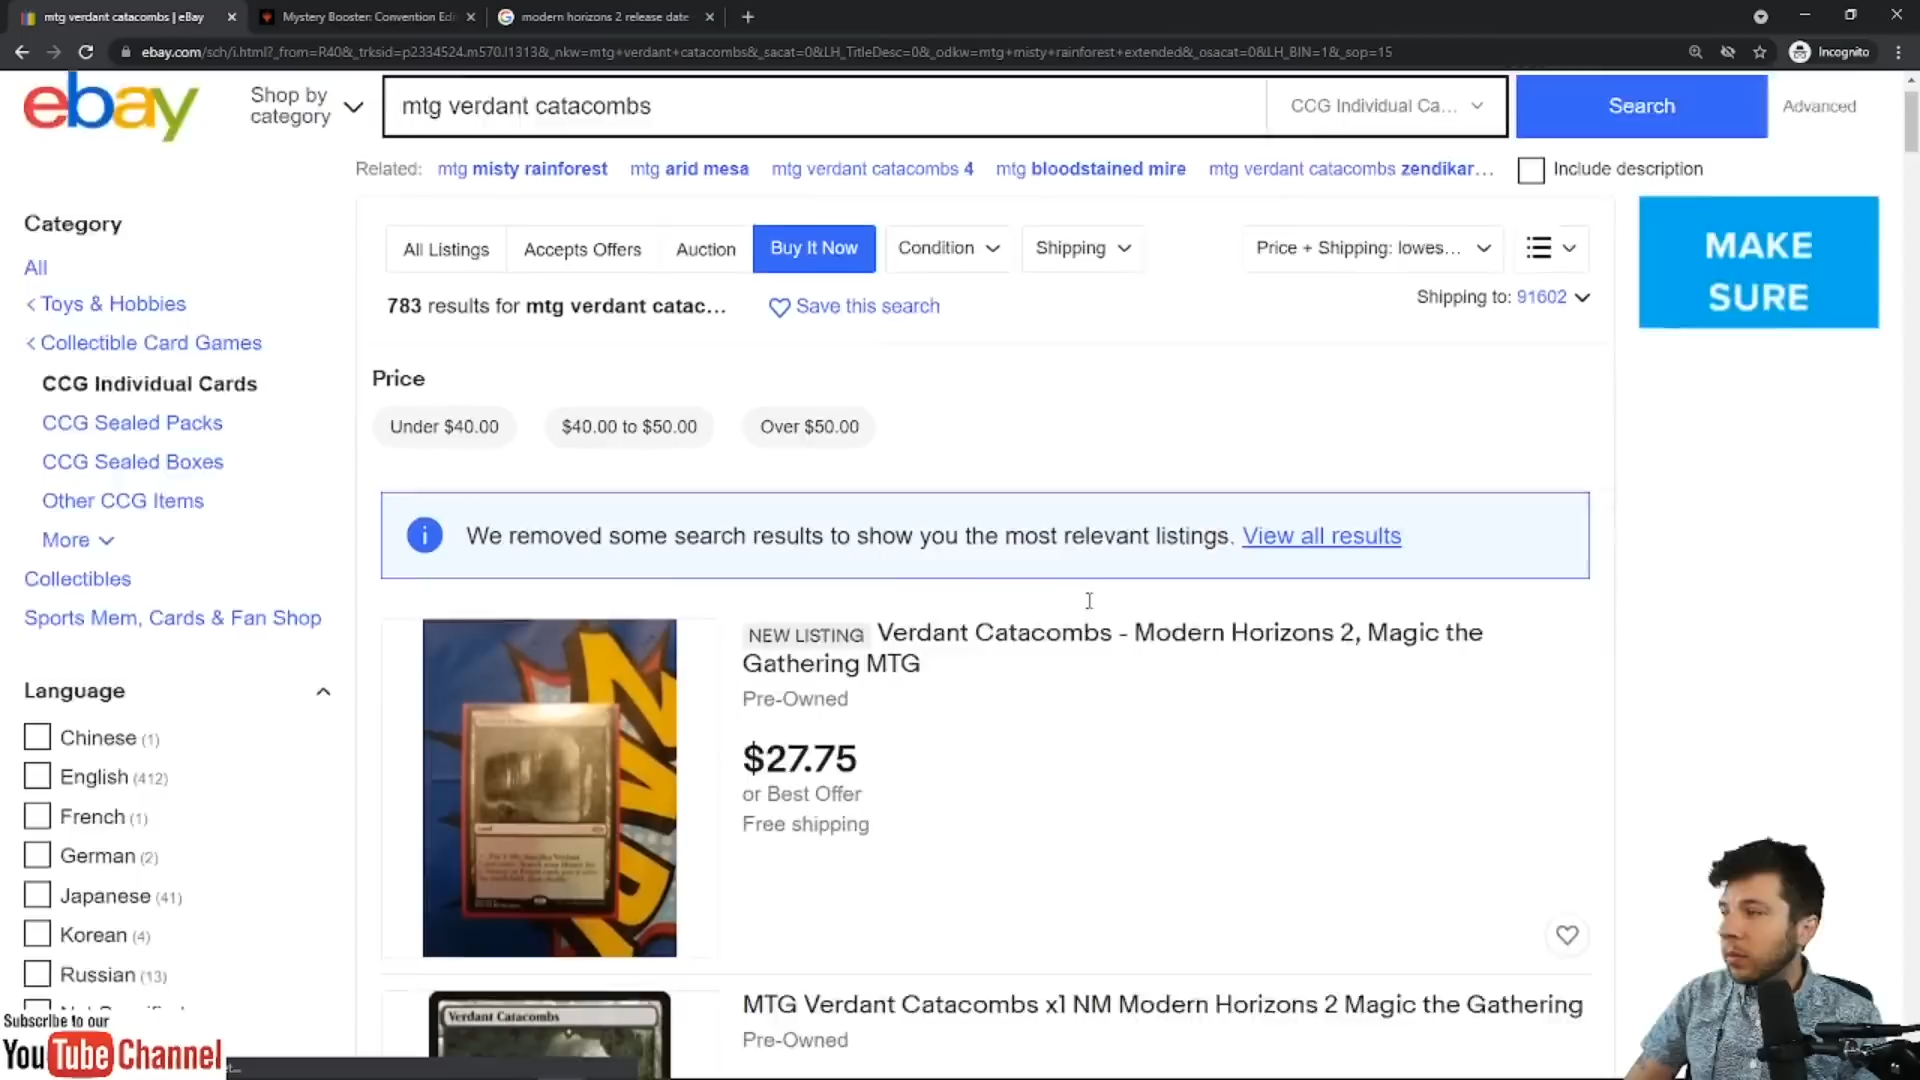 mtg verdant catacombs | eBay
Mystery Booster: Convention Edi
modern horizons 2 release date
ebay.com/sch/i.html?_from=R40&_trksid=p2334524.m570.l1313&_nkw=mtg+verdant+catacombs&_sacat=0&LH_TitleDesc=0&_odkw=mtg+misty+rainforest+extended&_osacat=0&LH_BIN=1&_sop=15
Incognito
ebay
Shop by
category
mtg verdant catacombs
CCG Individual Ca...
Search
Advanced
Related: mtg misty rainforest mtg arid mesa mtg verdant catacombs 4 mtg bloodstained mire mtg verdant catacombs zendikar...
Include description
Category
All
Toys & Hobbies
Collectible Card Games
CCG Individual Cards
CCG Sealed Packs
CCG Sealed Boxes
Other CCG Items
More
Collectibles
Sports Mem, Cards & Fan Shop
Language
Chinese (1)
English (412)
French (1)
German (2)
Japanese (41)
Korean (4)
Russian (13)
All Listings
Accepts Offers
Auction
Buy It Now
Condition
Shipping
Price + Shipping: lowes...
783 results for mtg verdant catac...
Save this search
Shipping to: 91602
Price
Under $40.00
$40.00 to $50.00
Over $50.00
We removed some search results to show you the most relevant listings. View all results
NEW LISTING Verdant Catacombs - Modern Horizons 2, Magic the
Gathering MTG
Pre-Owned
$27.75
or Best Offer
Free shipping
Verdant Catacombs
MTG Verdant Catacombs x1 NM Modern Horizons 2 Magic the Gathering
Pre-Owned
MAKE
SURE
Subscribe to our
YouTube Channel